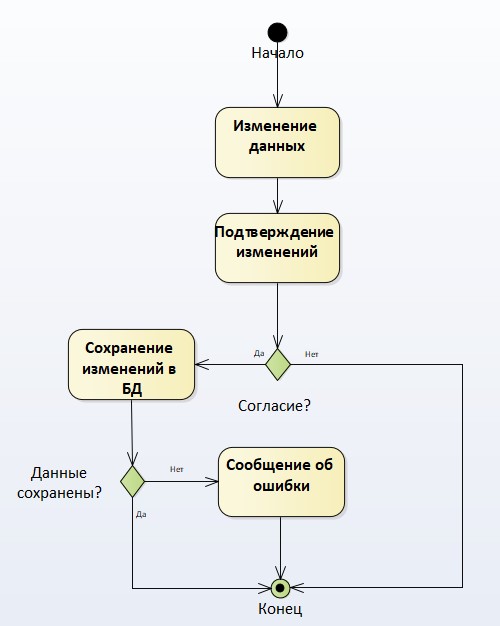 Начало
Изменение
данных
Подтверждение
изменений
Да
Нет
Сохранение
изменений в
БД
Согласие?
Данные
сохранены?
Нет
Сообщение об
ошибки
Да
Конец